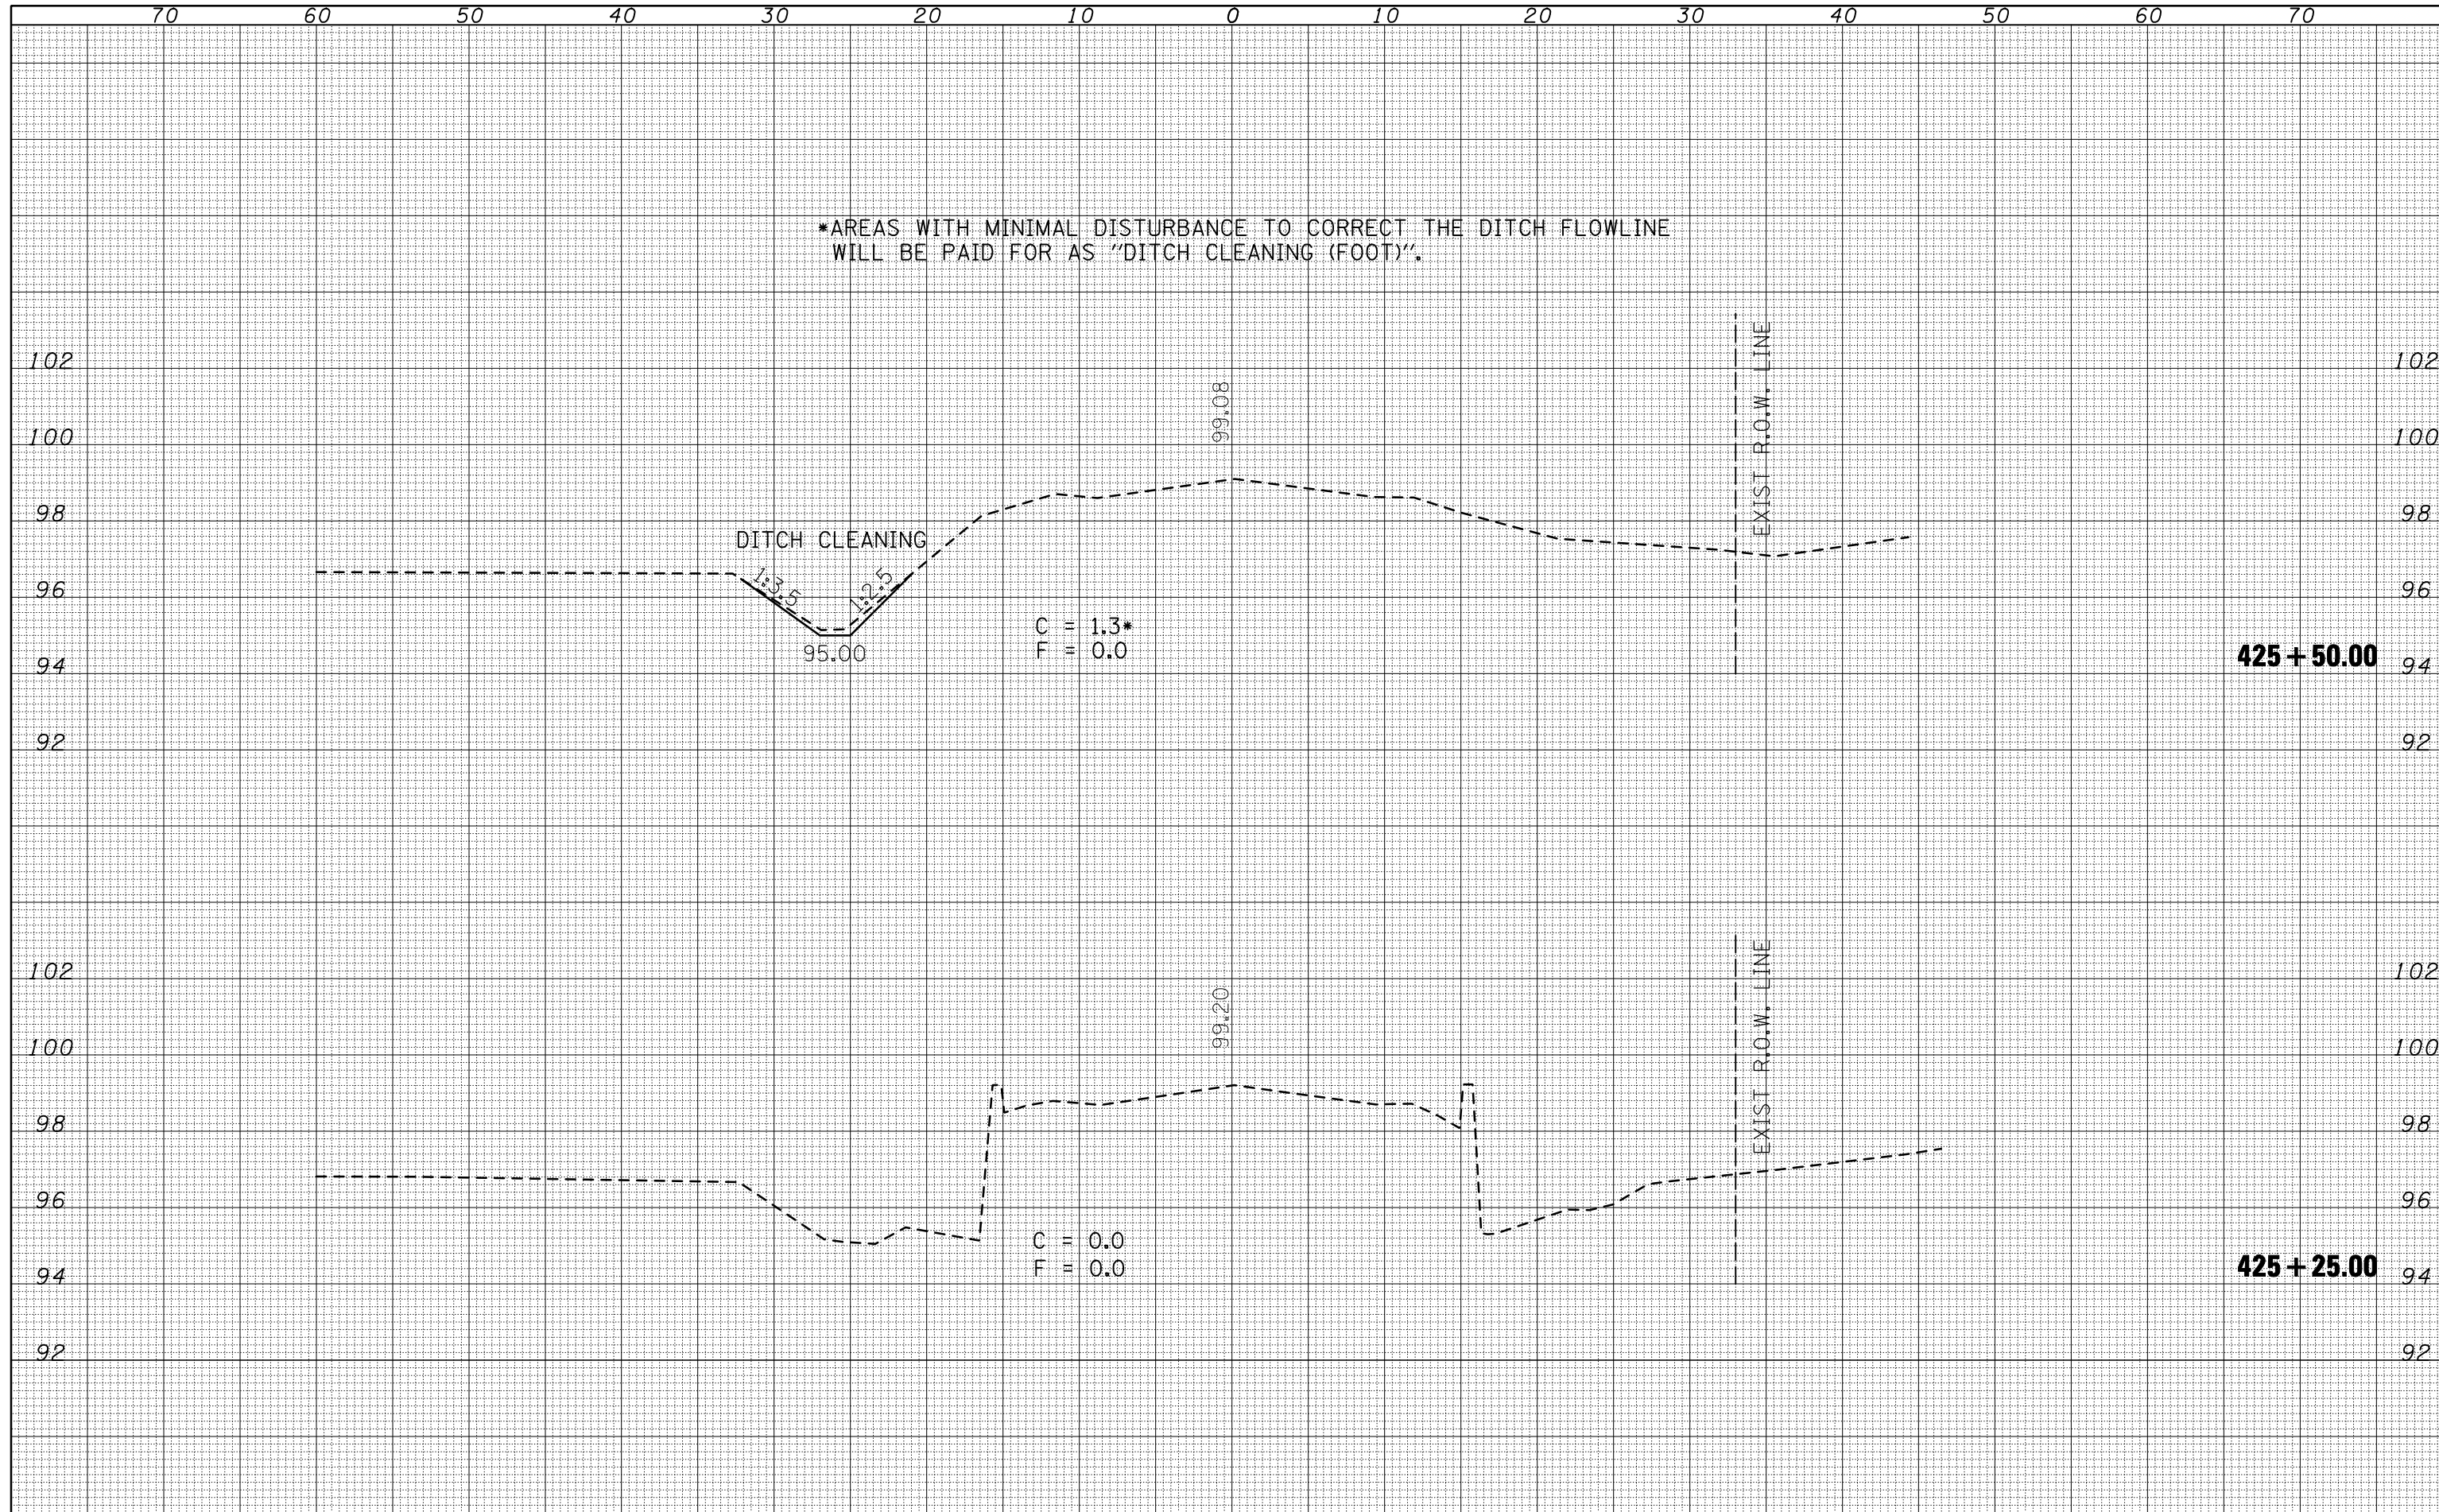 70 60 50 40 30 20 10 0 10 20 30 40 50 60 70
*AREAS WITH MINIMAL DISTURBANCE TO CORRECT THE DITCH FLOWLINE
WILL BE PAID FOR AS "DITCH CLEANING (FOOT)".
EXIST R.O.W. LINE
102 102
99.08
100 100
98 98
DITCH CLEANING
1:3.5 1:2.5
96 96
C = 1.3*
F = 0.0
95.00
425+50.00
94 94
92 92
EXIST R.O.W. LINE
102 102
99.20
100 100
98 98
96 96
C = 0.0
F = 0.0
425+25.00
94 94
92 92